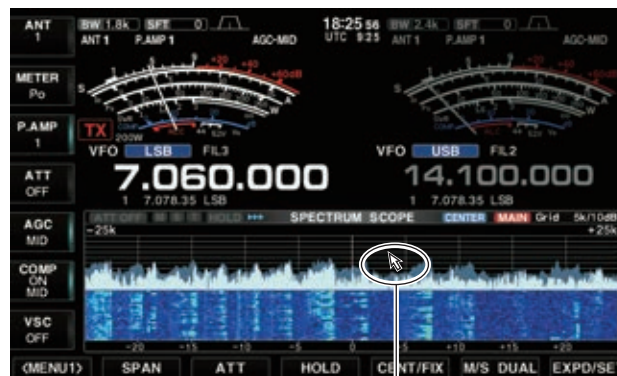 ANT
1
BW 1.8k SFT 0
18:25 56
BW 2.4k SFT 0
ANT 1 P.AMP 1 AGC-MID
UTC 9:25
ANT 1 P.AMP 1 AGC-MID
METER
Po
P.AMP
1
TX
200W
VFO LSB FIL3
VFO USB FIL2
7.060.000
14.100.000
1 7.078.35 LSB
1 7.078.35 LSB
ATT
OFF
ATT OFF HOLD SPECTRUM SCOPE CENTER MAIN Grid 5k/10dB
-25k +25k
AGC
MID
COMP
ON
MID
VSC
OFF
-20 -15 -10 -5 0 +10 +15 +20
<MENU1> SPAN ATT HOLD CENT/FIX M/S DUAL EXPD/SE